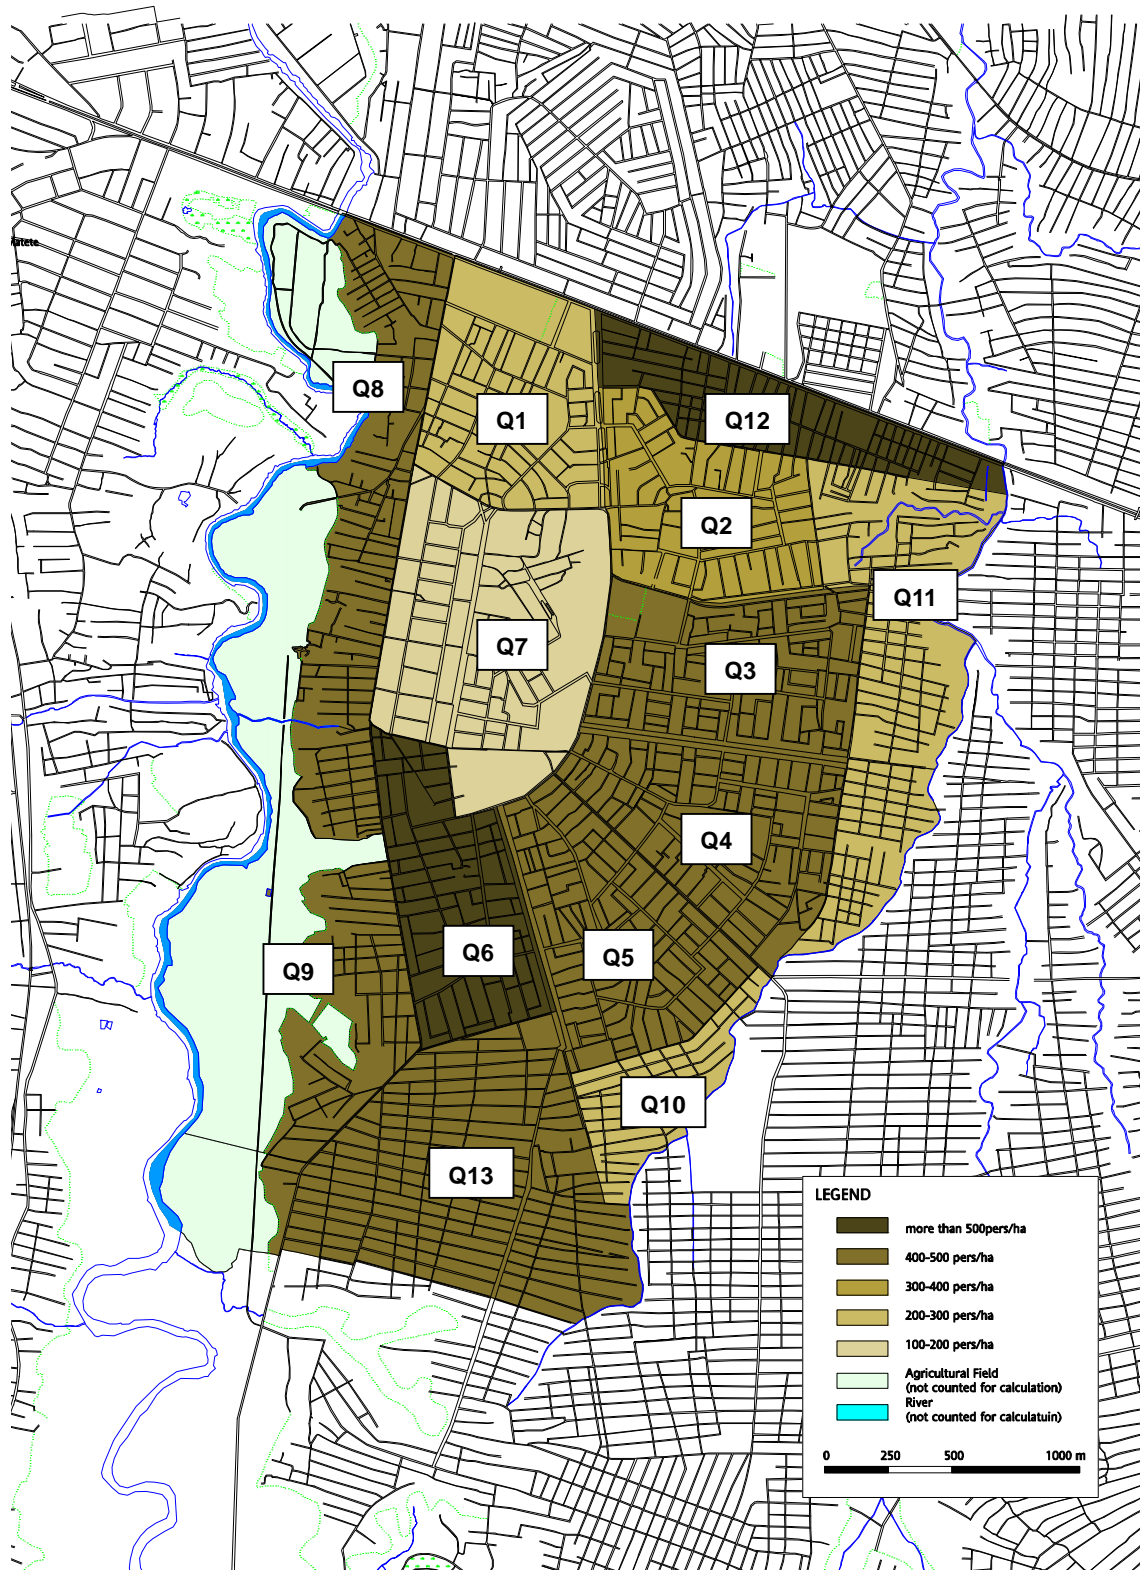 Matete
Q8
Q1
Q12
Q2
Q11
Q7
Q3
Q4
Q6
Q5
Q9
Q10
Q13
LEGEND
more than 500pers/ha
400-500 pers/ha
300-400 pers/ha
200-300 pers/ha
100-200 pers/ha
Agricultural Field
(not counted for calculation)
River
(not counted for calculatuin)
0 250 500 1000 m